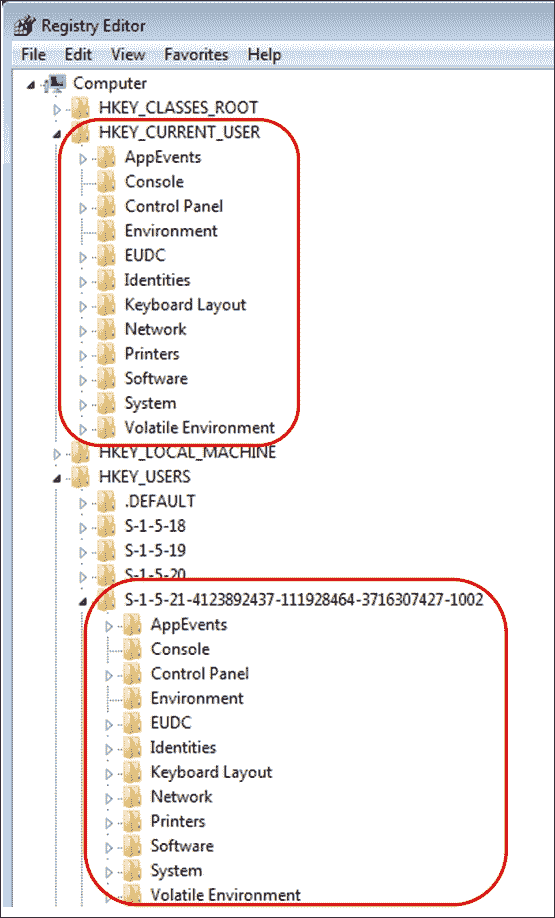 Registry Editor
File Edit View Favorites Help
Computer
HKEY_CLASSES_ROOT
HKEY_CURRENT_USER
AppEvents
Console
Control Panel
Environment
EUDC
Identities
Keyboard Layout
Network
Printers
Software
System
Volatile Environment
HKEY_LOCAL_MACHINE
HKEY_USERS
.DEFAULT
S-1-5-18
S-1-5-19
S-1-5-20
S-1-5-21-4123892437-111928464-3716307427-1002
AppEvents
Console
Control Panel
Environment
EUDC
Identities
Keyboard Layout
Network
Printers
Software
System
Volatile Environment